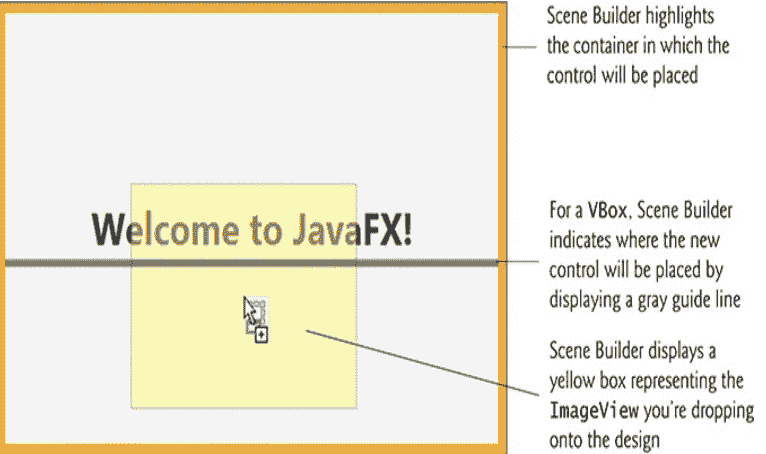 Scene Builder highlights
the container in which the
control will be placed
Welcome to JavaFX!
For a VBox, Scene Builder
indicates where the new
control will be placed by
displaying a gray guide line
Scene Builder displays a
yellow box representing the
ImageView you're dropping
onto the design